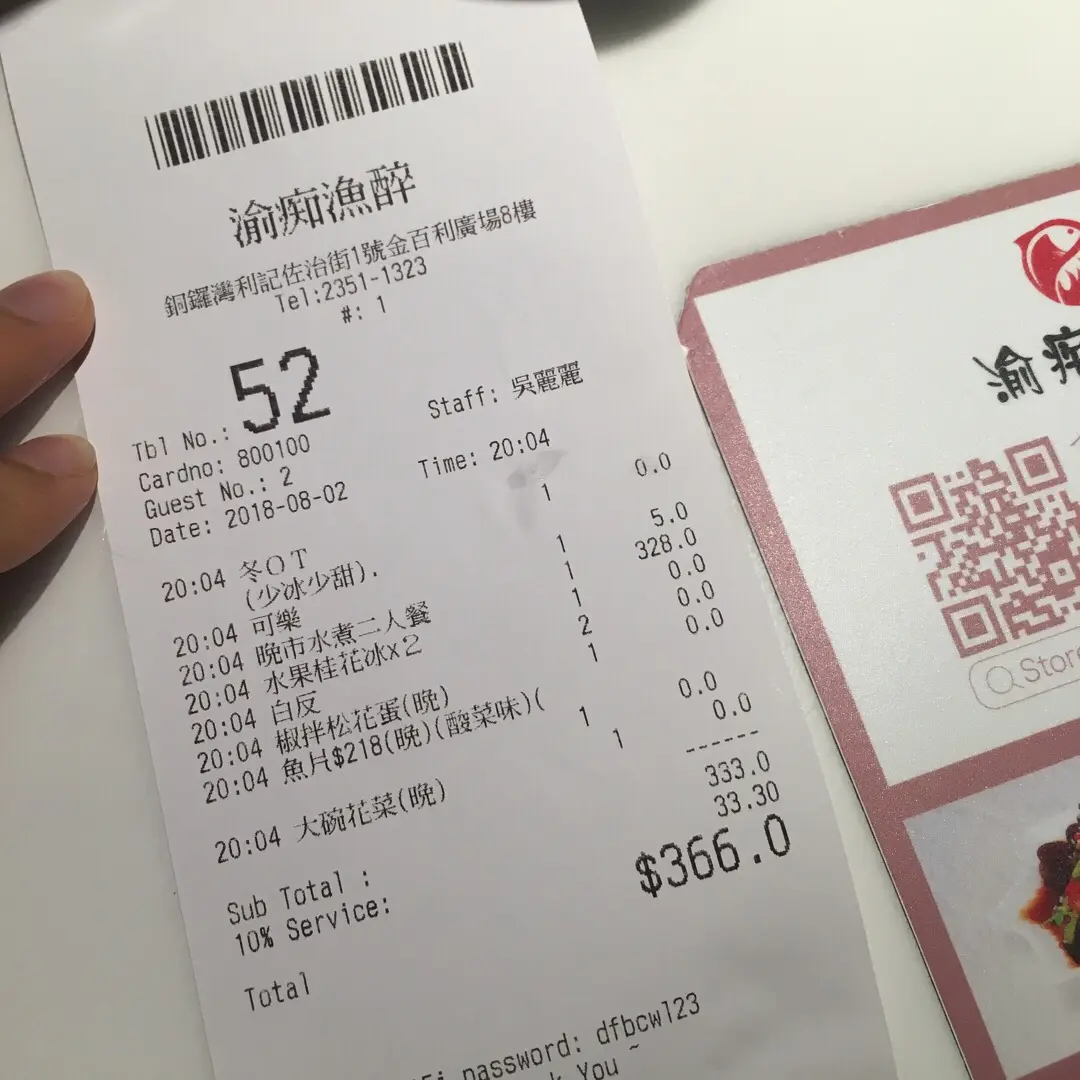 渝痴漁醉
銅鑼灣利記佐治街1號金百利廣場8樓
Tel:2351-1323
#: 1
Tbl No.: 52
Staff: 吳麗麗
Cardno: 800100
Guest No.: 2
Date: 2018-08-02 Time: 20:04
20:04 冬OT 1 0.0
(少冰少甜).
20:04 可樂 1 5.0
20:04 晚市水煮二人餐 1 328.0
20:04 水果桂花冰x2 1 0.0
20:04 白反 2 0.0
20:04 椒拌松花蛋(晚) 1 0.0
20:04 魚片$218(晚)(酸菜味)( 1 0.0
20:04 大碗花菜(晚) 1 0.0
------
Sub Total : 333.0
10% Service: 33.30
Total $366.0
password: dfbcw123
You ~
渝痴
Store